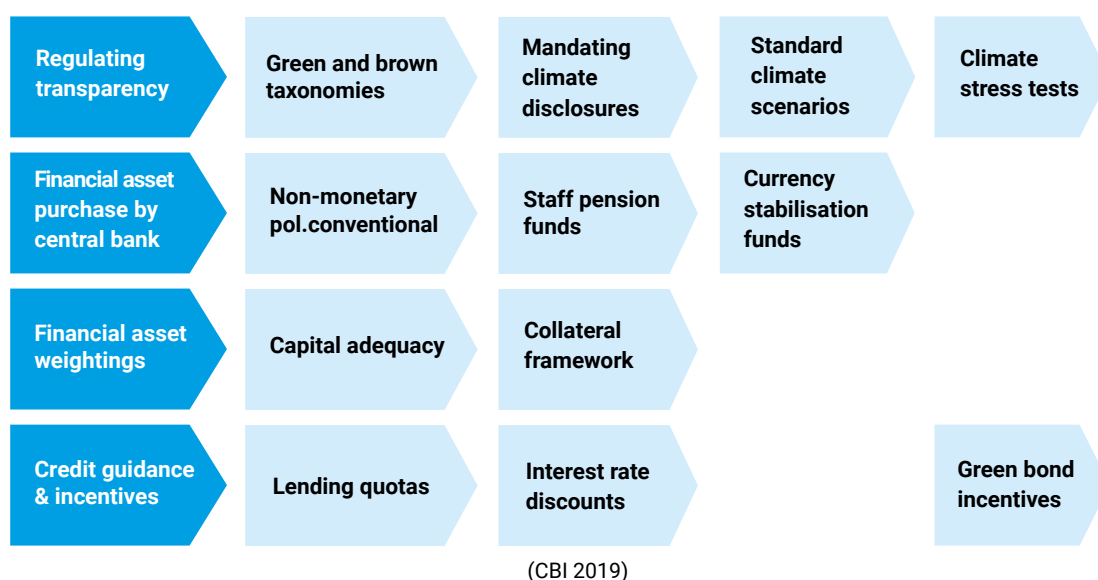 Regulating
transparency
Green and brown
taxonomies
Mandating
climate
disclosures
Standard
climate
scenarios
Climate
stress tests
Financial asset
purchase by
central bank
Non-monetary
pol.conventional
Staff pension
funds
Currency
stabilisation
funds
Financial asset
weightings
Capital adequacy
Collateral
framework
Credit guidance
& incentives
Lending quotas
Interest rate
discounts
Green bond
incentives
(CBI 2019)